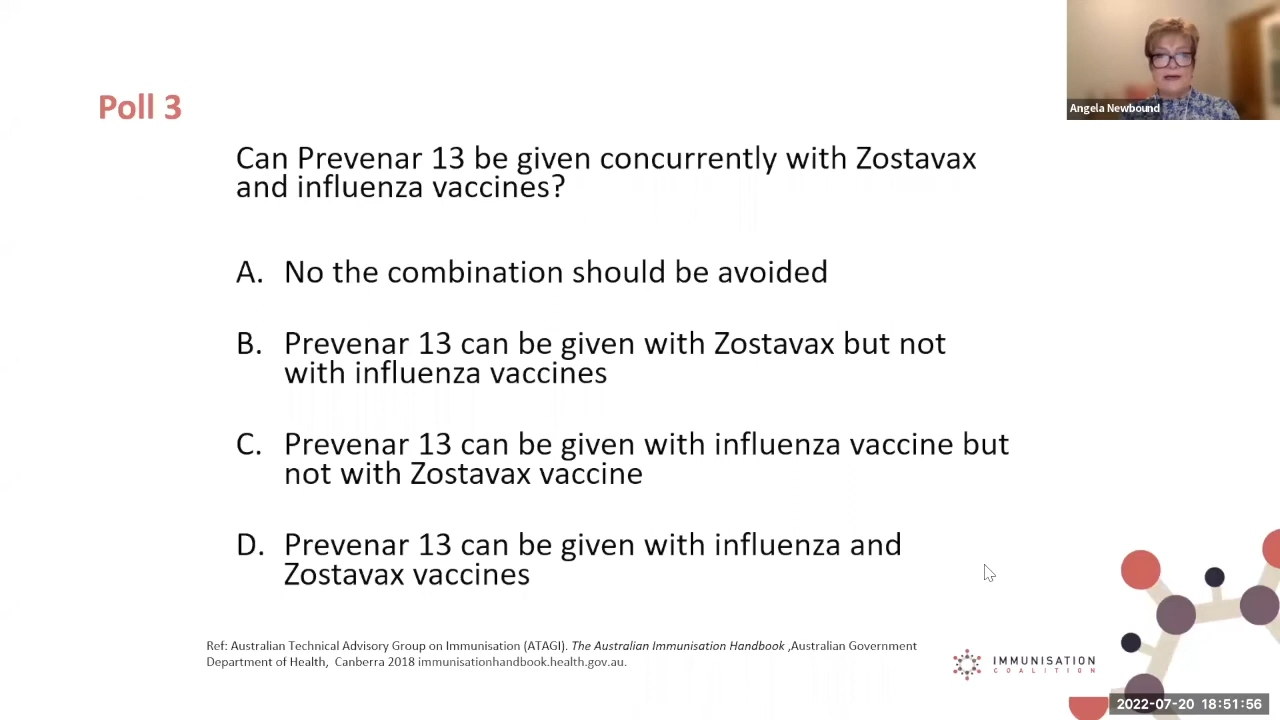 Angela Newbound
Poll 3
Can Prevenar 13 be given concurrently with Zostavax
and influenza vaccines?
A. No the combination should be avoided
B. Prevenar 13 can be given with Zostavax but not
with influenza vaccines
C. Prevenar 13 can be given with influenza vaccine but
not with Zostavax vaccine
D. Prevenar 13 can be given with influenza and
Zostavax vaccines
Ref: Australian Technical Advisory Group on Immunisation (ATAGI). The Australian Immunisation Handbook ,Australian Government
Department of Health, Canberra 2018 immunisationhandbook.health.gov.au.
IMMUNISATION
COALITION
2022-07-20 18:51:56